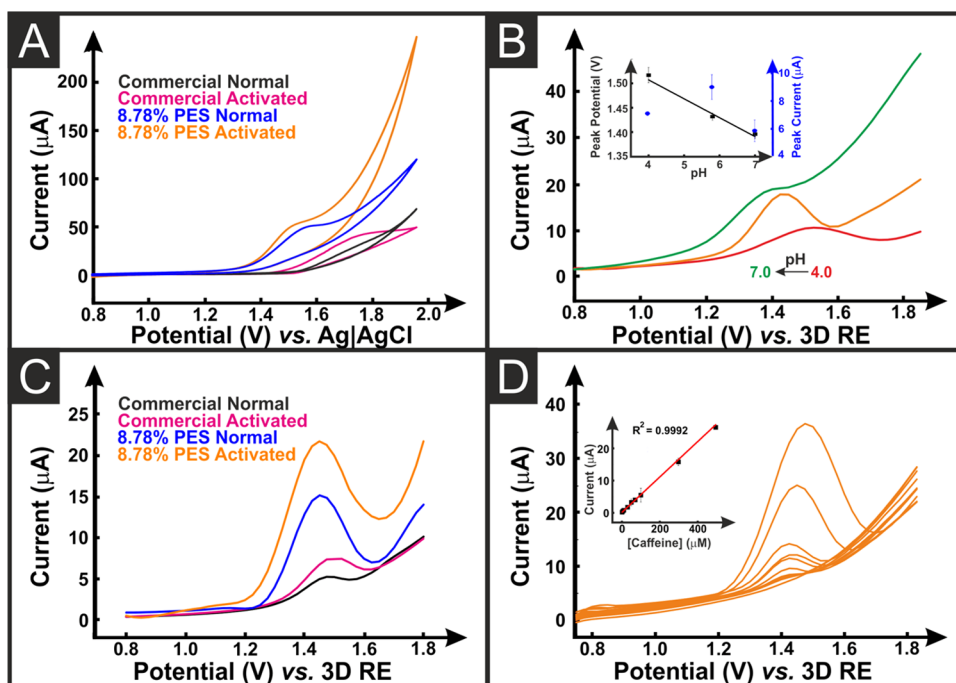 A
Current (μA)
200
150
100
50
0
Commercial Normal
Commercial Activated
8.78% PES Normal
8.78% PES Activated
0.8 1.0 1.2 1.4 1.6 1.8 2.0
Potential (V) vs. Ag|AgCl
B
Current (μA)
50
40
30
20
10
0
Peak Potential (V)
1.50
1.45
1.40
1.35
4 5 6 7
pH
Peak Current (μA)
10
8
6
4
pH
7.0 4.0
0.8 1.0 1.2 1.4 1.6 1.8
Potential (V) vs. 3D RE
C
Current (μA)
25
20
15
10
5
0
Commercial Normal
Commercial Activated
8.78% PES Normal
8.78% PES Activated
0.8 1.0 1.2 1.4 1.6 1.8
Potential (V) vs. 3D RE
D
Current (μA)
40
30
20
10
0
R² = 0.9992
Current (μA)
20
10
0
0 200 400
[Caffeine] (μM)
0.8 1.0 1.2 1.4 1.6 1.8
Potential (V) vs. 3D RE